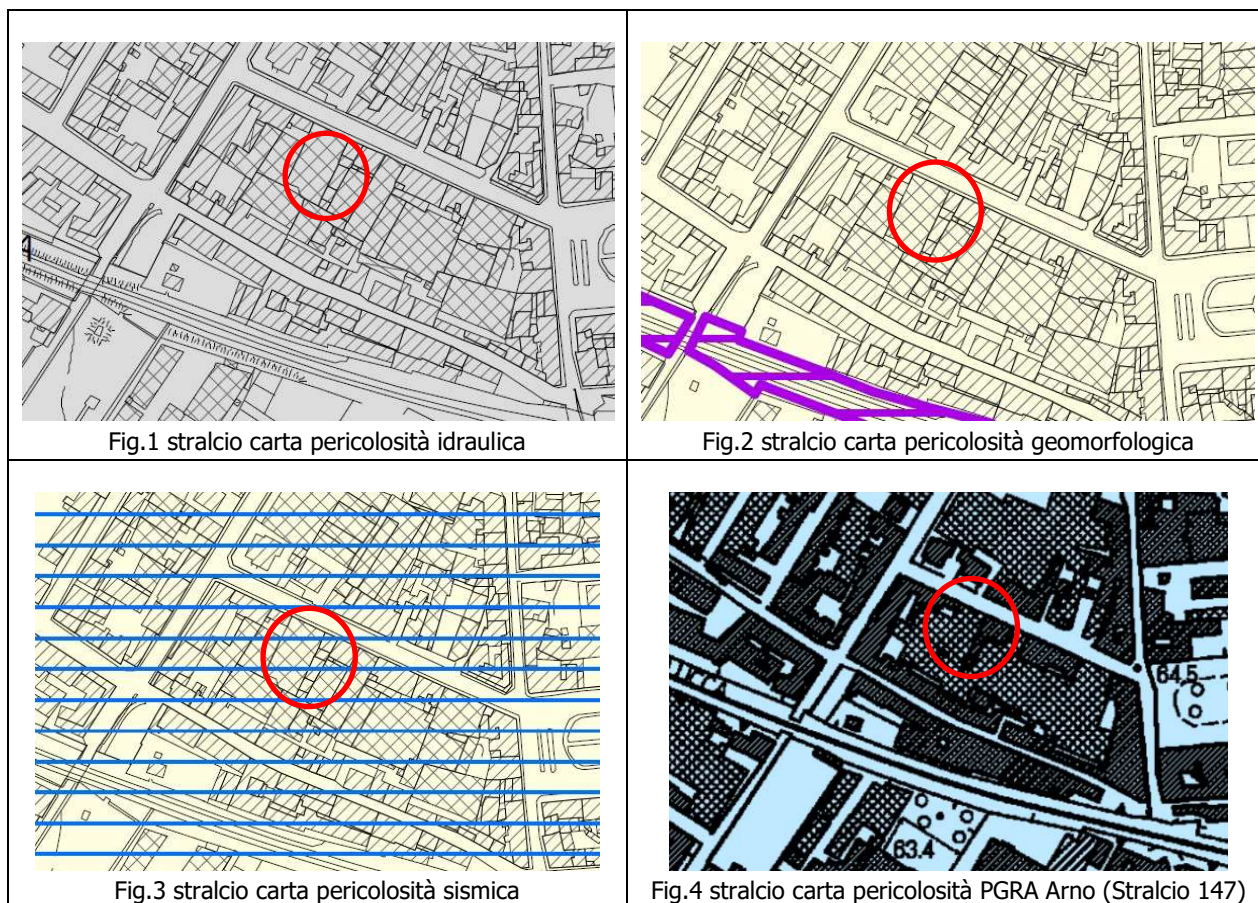 Fig.1 stralcio carta pericolosità idraulica
Fig.2 stralcio carta pericolosità geomorfologica
64.5
63.4
Fig.3 stralcio carta pericolosità sismica
Fig.4 stralcio carta pericolosità PGRA Arno (Stralcio 147)